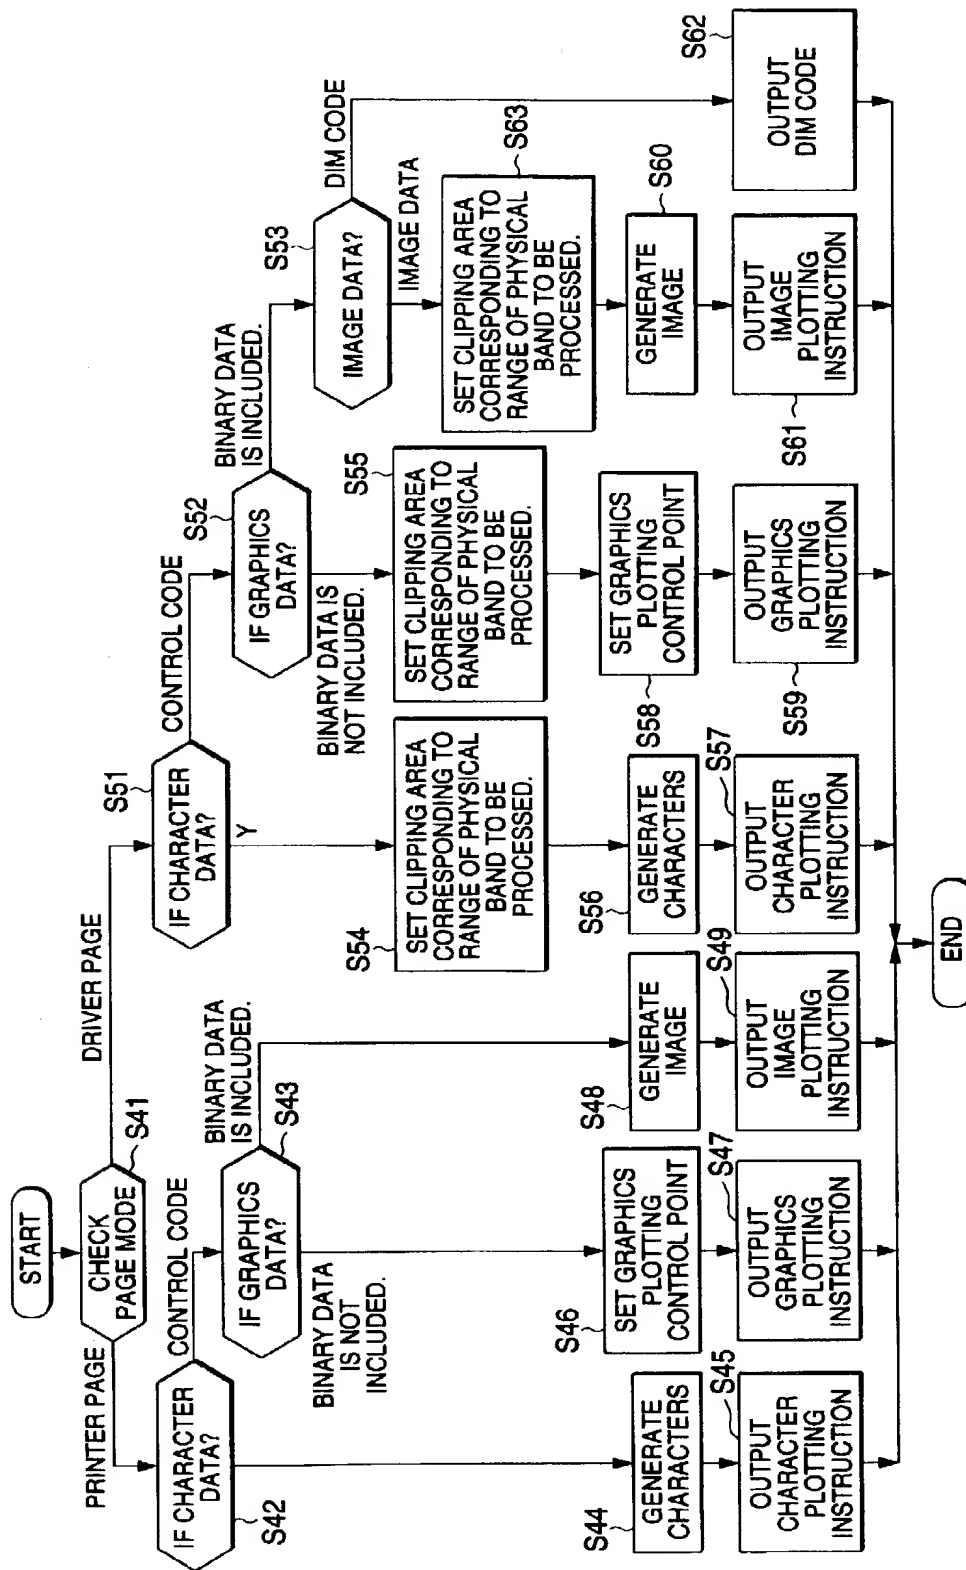 START
CHECK
PAGE MODE
S41
PRINTER PAGE
DRIVER PAGE
IF CHARACTER
DATA?
S42
CONTROL CODE
IF GRAPHICS
DATA?
S43
BINARY DATA
IS INCLUDED.
BINARY DATA
IS NOT
INCLUDED.
S44
GENERATE
CHARACTERS
OUTPUT
CHARACTER
PLOTTING
INSTRUCTION
S45
S46
SET GRAPHICS
PLOTTING
CONTROL POINT
OUTPUT
GRAPHICS
PLOTTING
INSTRUCTION
S47
S48
GENERATE
IMAGE
OUTPUT
IMAGE
PLOTTING
INSTRUCTION
S49
IF CHARACTER
DATA?
S51
Y
CONTROL CODE
IF GRAPHICS
DATA?
S52
BINARY DATA
IS INCLUDED.
BINARY DATA IS
NOT INCLUDED.
IMAGE DATA?
S53
DIM CODE
IMAGE DATA
S54
SET CLIPPING AREA
CORRESPONDING TO
RANGE OF PHYSICAL
BAND TO BE
PROCESSED.
S56
GENERATE
CHARACTERS
OUTPUT
CHARACTER
PLOTTING
INSTRUCTION
S57
S55
SET CLIPPING AREA
CORRESPONDING TO
RANGE OF PHYSICAL
BAND TO BE
PROCESSED.
S58
SET GRAPHICS
PLOTTING
CONTROL POINT
OUTPUT
GRAPHICS
PLOTTING
INSTRUCTION
S59
SET CLIPPING AREA
CORRESPONDING TO
RANGE OF PHYSICAL
BAND TO BE
PROCESSED.
S63
GENERATE
IMAGE
S60
OUTPUT
IMAGE
PLOTTING
INSTRUCTION
S61
S62
OUTPUT
DIM CODE
END